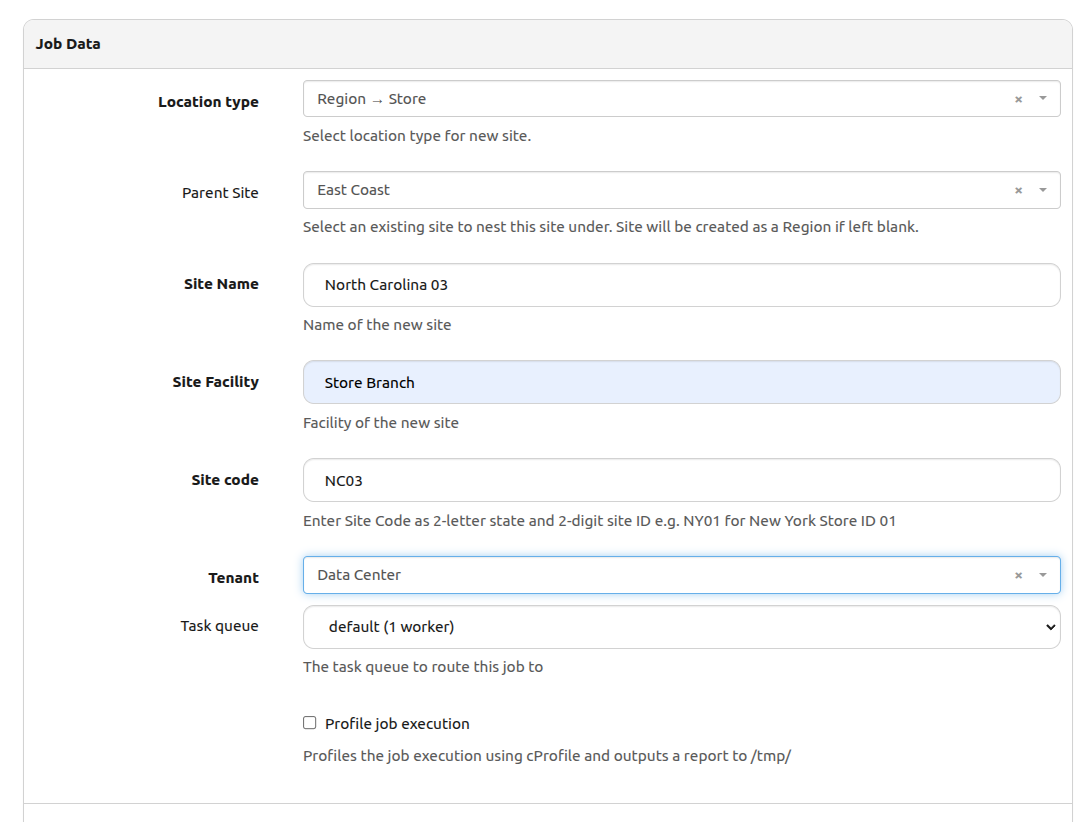 Job Data
Location type
Region → Store
Select location type for new site.
Parent Site
East Coast
Select an existing site to nest this site under. Site will be created as a Region if left blank.
Site Name
North Carolina 03
Name of the new site
Site Facility
Store Branch
Facility of the new site
Site code
NC03
Enter Site Code as 2-letter state and 2-digit site ID e.g. NY01 for New York Store ID 01
Tenant
Data Center
Task queue
default (1 worker)
The task queue to route this job to
Profile job execution
Profiles the job execution using cProfile and outputs a report to /tmp/